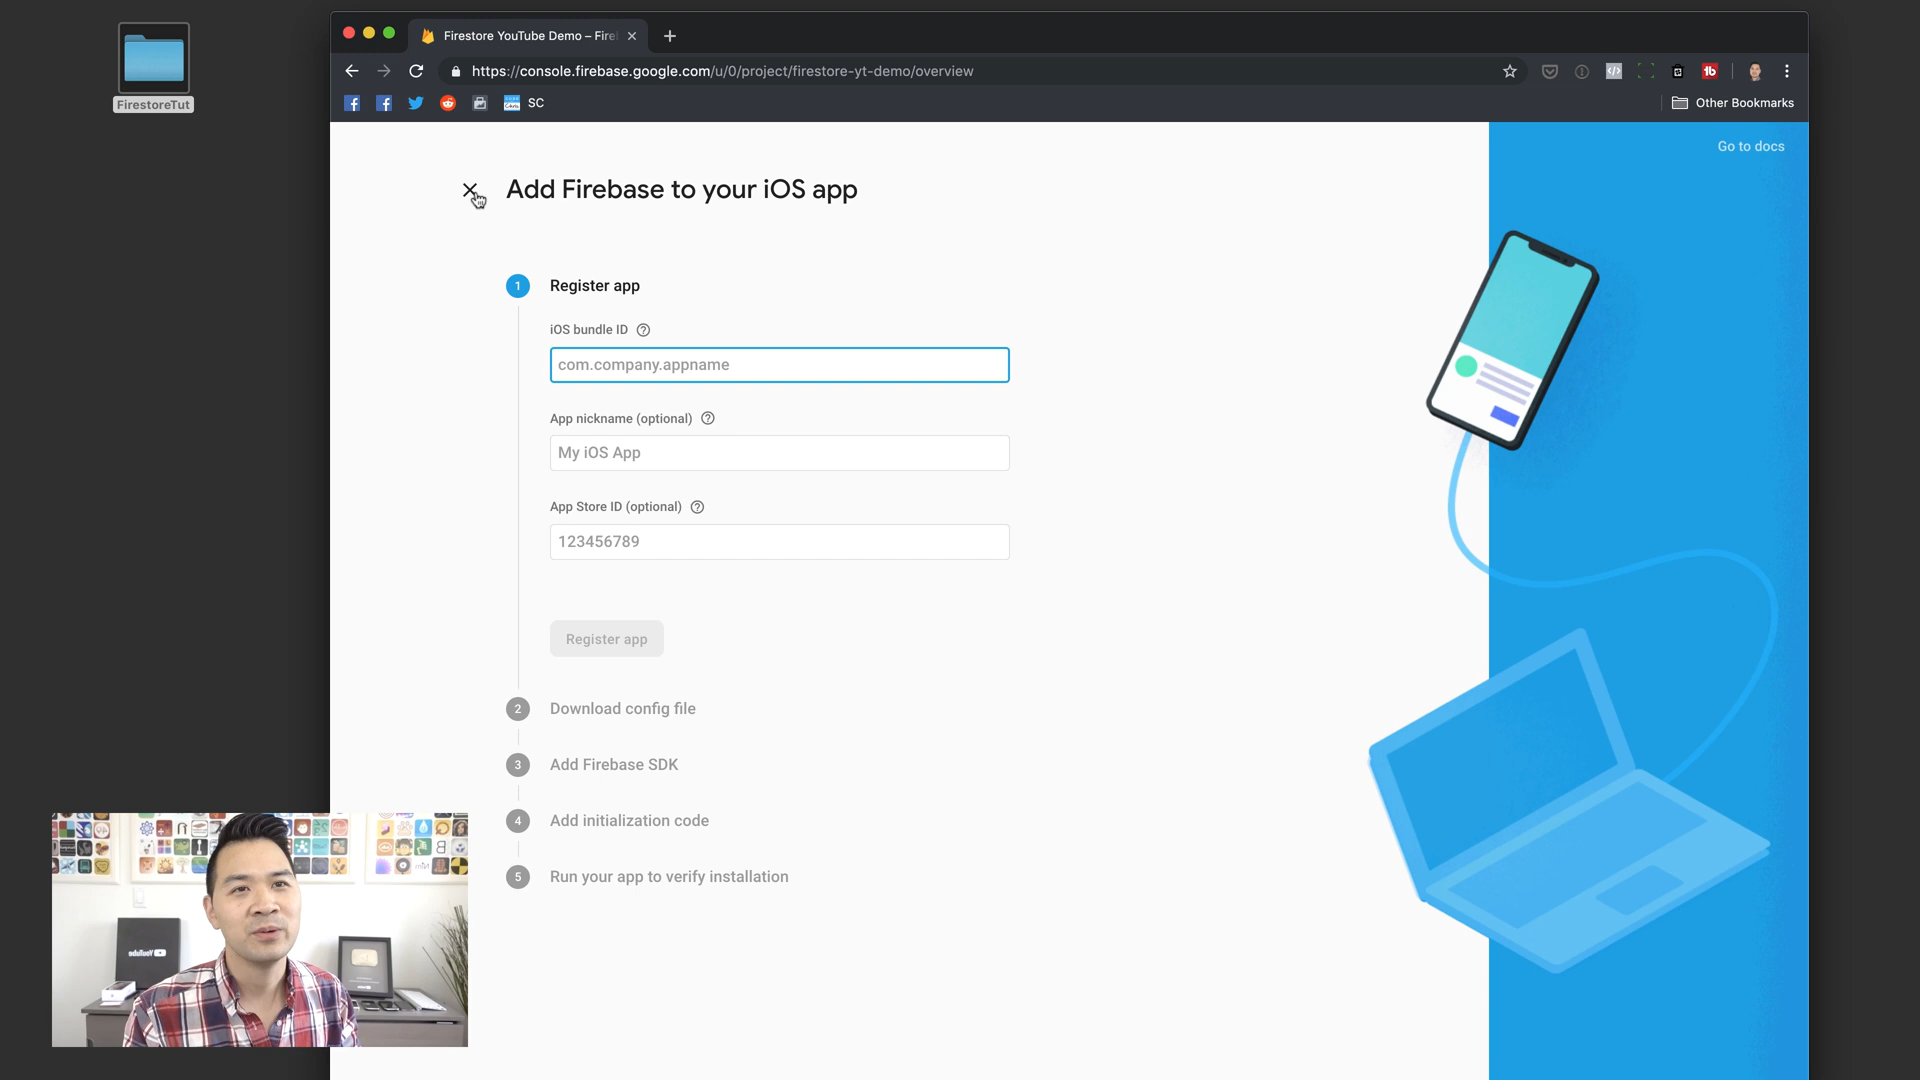 FirestoreTut
Firestore YouTube Demo – Fire
https://console.firebase.google.com/u/0/project/firestore-yt-demo/overview
SC
Other Bookmarks
Go to docs
Add Firebase to your iOS app
1 Register app
iOS bundle ID
com.company.appname
App nickname (optional)
My iOS App
App Store ID (optional)
123456789
Register app
2 Download config file
3 Add Firebase SDK
4 Add initialization code
5 Run your app to verify installation
YouTube